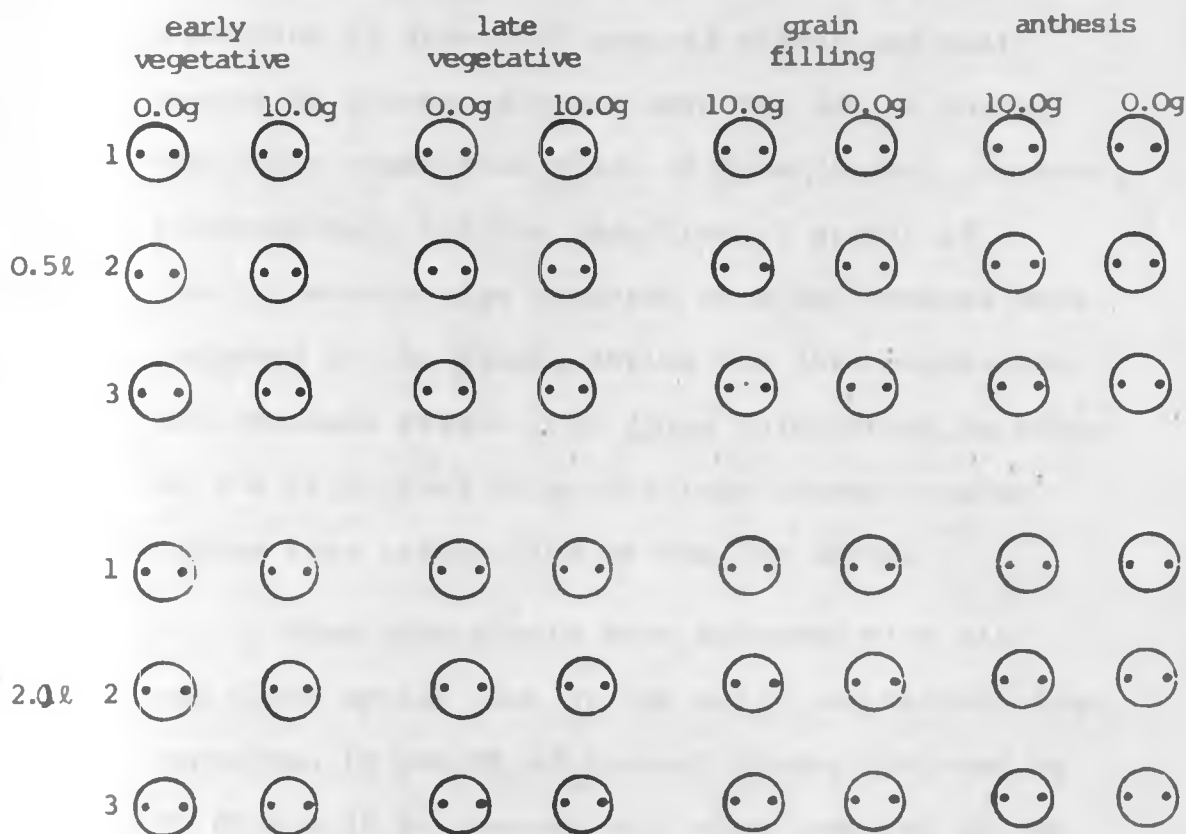 early late grain anthesis
vegetative vegetative filling
0.0g 10.0g 0.0g 10.0g 10.0g 0.0g 10.0g 0.0g
1
0.5ℓ 2
3
1
2.0ℓ 2
3